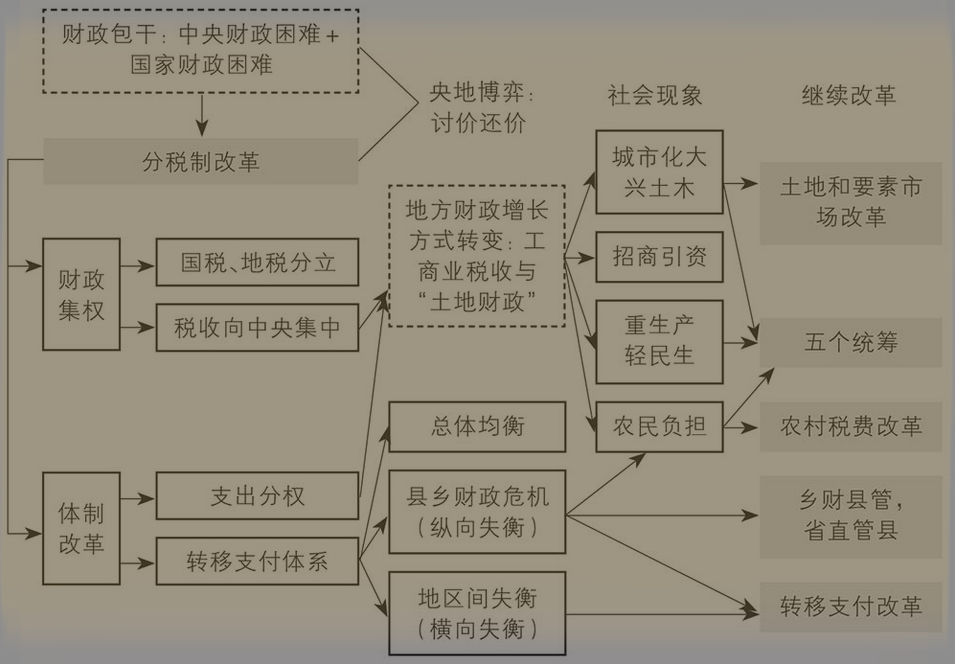 财政包干：中央财政困难+
国家财政困难
央地博弈：
讨价还价
社会现象
继续改革
分税制改革
城市化大
兴土木
土地和要素市
场改革
地方财政增长
方式转变：工
商业税收与
“土地财政”
财政
集权
国税、地税分立
招商引资
税收向中央集中
重生产
轻民生
五个统筹
总体均衡
农民负担
农村税费改革
体制
改革
支出分权
县乡财政危机
（纵向失衡）
乡财县管，
省直管县
转移支付体系
地区间失衡
（横向失衡）
转移支付改革